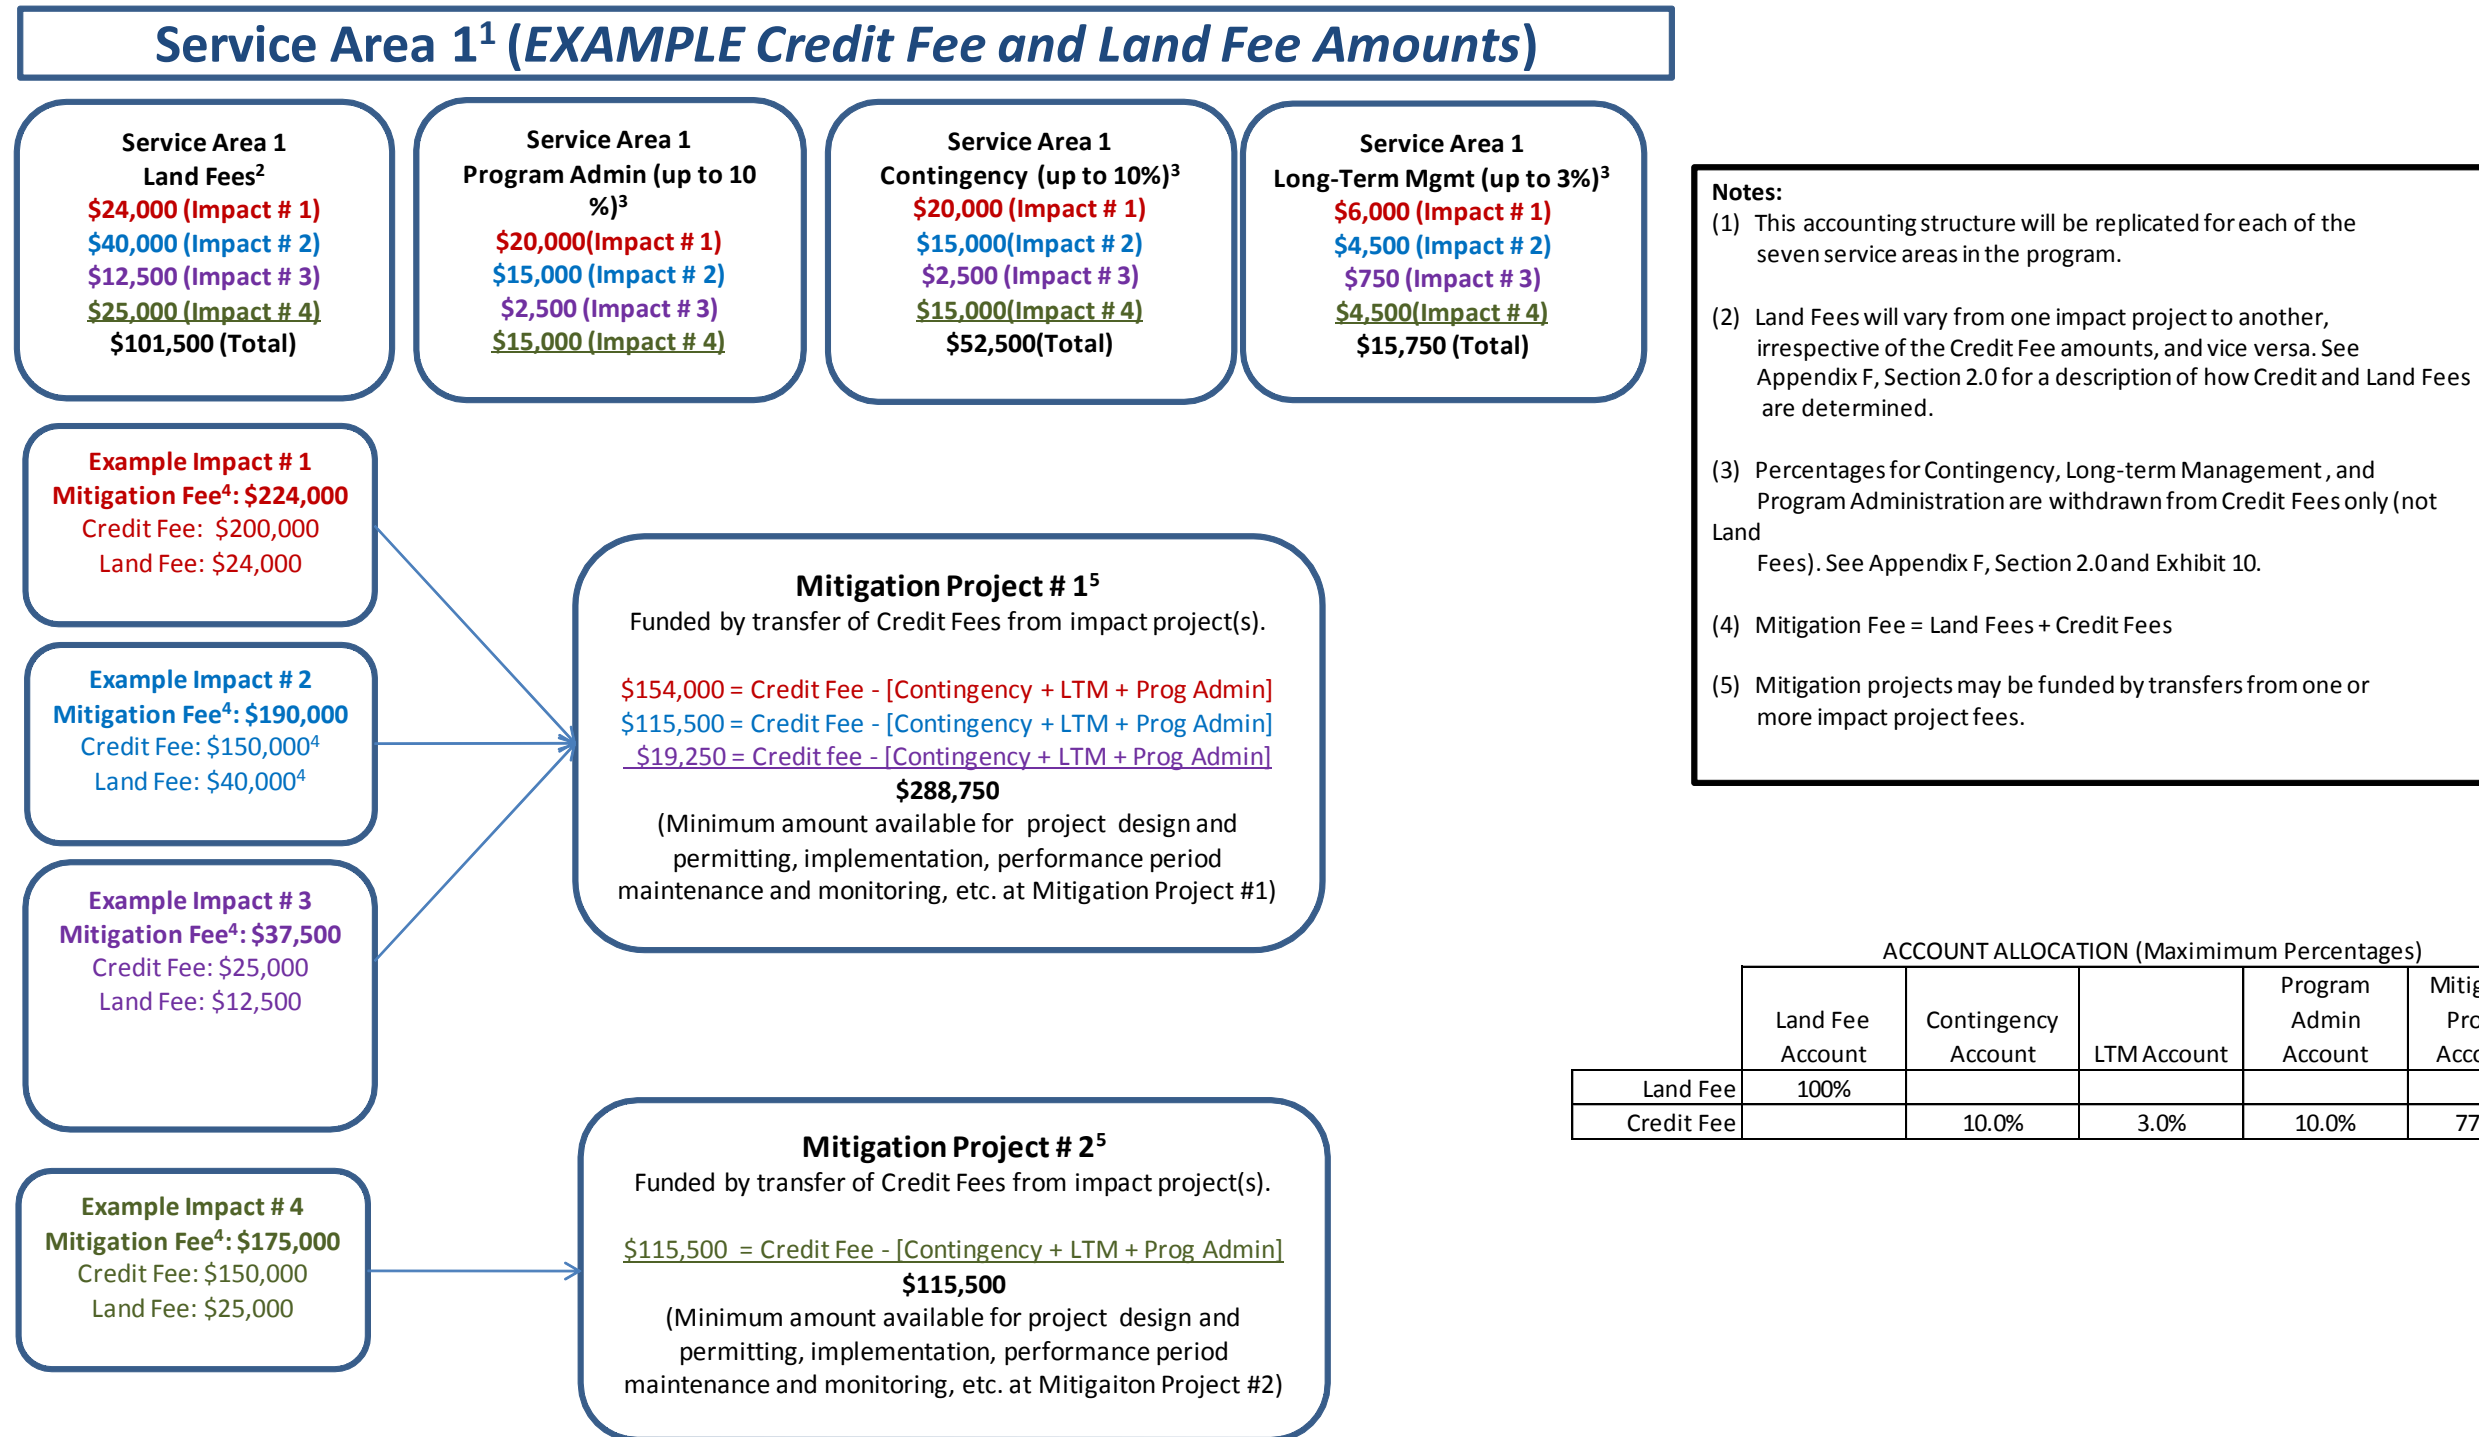 Service Area 1¹ (EXAMPLE Credit Fee and Land Fee Amounts)
Service Area 1
Land Fees²
$24,000 (Impact # 1)
$40,000 (Impact # 2)
$12,500 (Impact # 3)
$25,000 (Impact # 4)
$101,500 (Total)
Service Area 1
Program Admin (up to 10
%)³
$20,000(Impact # 1)
$15,000 (Impact # 2)
$2,500 (Impact # 3)
$15,000 (Impact # 4)
Service Area 1
Contingency (up to 10%)³
$20,000 (Impact # 1)
$15,000(Impact # 2)
$2,500 (Impact # 3)
$15,000(Impact # 4)
$52,500(Total)
Service Area 1
Long-Term Mgmt (up to 3%)³
$6,000 (Impact # 1)
$4,500 (Impact # 2)
$750 (Impact # 3)
$4,500(Impact # 4)
$15,750 (Total)
Notes:
(1) This accounting structure will be replicated for each of the
seven service areas in the program.
(2) Land Fees will vary from one impact project to another,
irrespective of the Credit Fee amounts, and vice versa. See
Appendix F, Section 2.0 for a description of how Credit and Land Fees
are determined.
(3) Percentages for Contingency, Long-term Management, and
Program Administration are withdrawn from Credit Fees only (not
Land
Fees). See Appendix F, Section 2.0 and Exhibit 10.
(4) Mitigation Fee = Land Fees + Credit Fees
(5) Mitigation projects may be funded by transfers from one or
more impact project fees.
Example Impact # 1
Mitigation Fee⁴: $224,000
Credit Fee: $200,000
Land Fee: $24,000
Example Impact # 2
Mitigation Fee⁴: $190,000
Credit Fee: $150,000⁴
Land Fee: $40,000⁴
Example Impact # 3
Mitigation Fee⁴: $37,500
Credit Fee: $25,000
Land Fee: $12,500
Example Impact # 4
Mitigation Fee⁴: $175,000
Credit Fee: $150,000
Land Fee: $25,000
Mitigation Project # 1⁵
Funded by transfer of Credit Fees from impact project(s).
$154,000 = Credit Fee - [Contingency + LTM + Prog Admin]
$115,500 = Credit Fee - [Contingency + LTM + Prog Admin]
$19,250 = Credit fee - [Contingency + LTM + Prog Admin]
$288,750
(Minimum amount available for project design and
permitting, implementation, performance period
maintenance and monitoring, etc. at Mitigation Project #1)
Mitigation Project # 2⁵
Funded by transfer of Credit Fees from impact project(s).
$115,500 = Credit Fee - [Contingency + LTM + Prog Admin]
$115,500
(Minimum amount available for project design and
permitting, implementation, performance period
maintenance and monitoring, etc. at Mitigaiton Project #2)
ACCOUNT ALLOCATION (Maximimum Percentages)
Land Fee
Account
Contingency
Account
LTM Account
Program
Admin
Account
Land Fee 100%
Credit Fee 10.0% 3.0% 10.0% 77